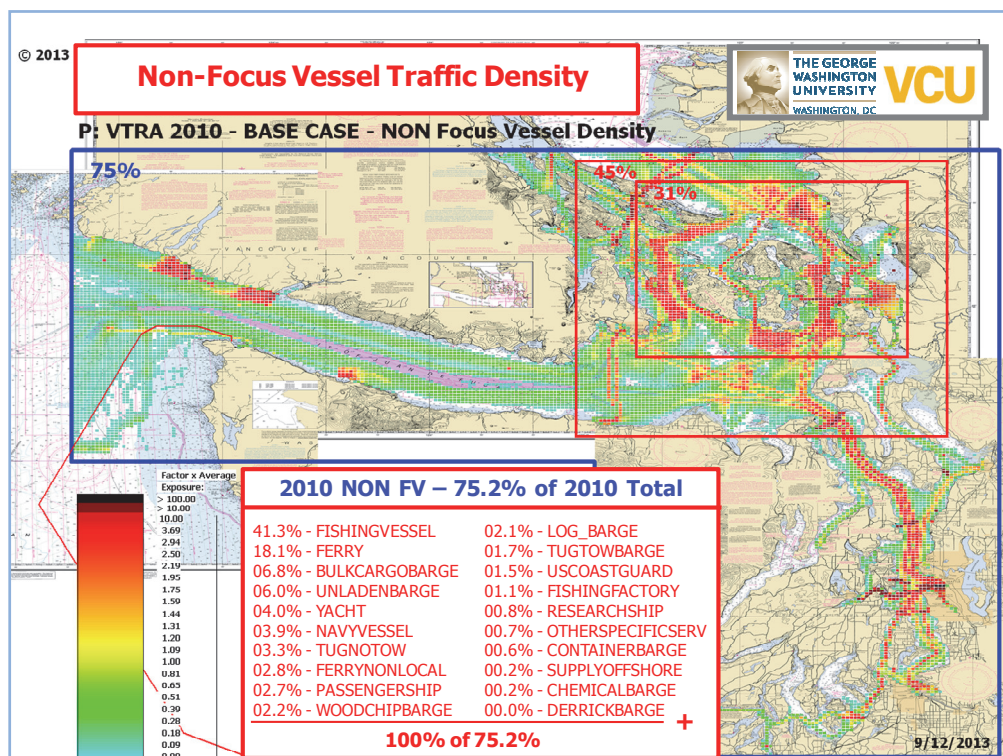 © 2013
Non-Focus Vessel Traffic Density
THE GEORGE
WASHINGTON
UNIVERSITY
WASHINGTON, DC
VCU
P: VTRA 2010 - BASE CASE - NON Focus Vessel Density
75%
45%
31%
VANCOUVER
VANCOUVER I
Factor x Average
Exposure:
> 100.00
> 10.00
10.00
3.69
2.94
2.50
2.19
1.95
1.75
1.59
1.44
1.31
1.20
1.09
1.00
0.81
0.65
0.51
0.39
0.28
0.18
0.09
0.00
2010 NON FV – 75.2% of 2010 Total
41.3% - FISHINGVESSEL
18.1% - FERRY
06.8% - BULKCARGOBARGE
06.0% - UNLADENBARGE
04.0% - YACHT
03.9% - NAVYVESSEL
03.3% - TUGNOTOW
02.8% - FERRYNONLOCAL
02.7% - PASSENGERSHIP
02.2% - WOODCHIPBARGE
02.1% - LOG_BARGE
01.7% - TUGTOWBARGE
01.5% - USCOASTGUARD
01.1% - FISHINGFACTORY
00.8% - RESEARCHSHIP
00.7% - OTHERSPECIFICSERV
00.6% - CONTAINERBARGE
00.2% - SUPPLYOFFSHORE
00.2% - CHEMICALBARGE
00.0% - DERRICKBARGE
+
100% of 75.2%
9/12/2013